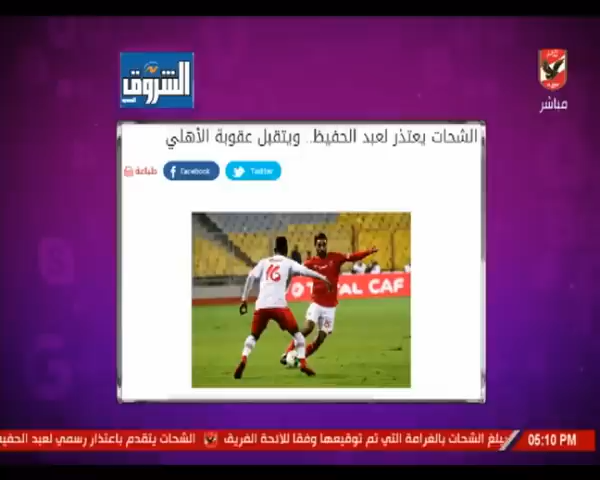 الشروق
مباشر
الشحات يعتذر لعبد الحفيظ.. ويتقبل عقوبة الأهلي
طباعة
Facebook
Twitter
16
TOTAL CAF
يبلغ الشحات بالغرامة التي تم توقيعها وفقا للائحة الفريق الشحات يتقدم باعتذار رسمي لعبد الحفيظ
05:10 PM